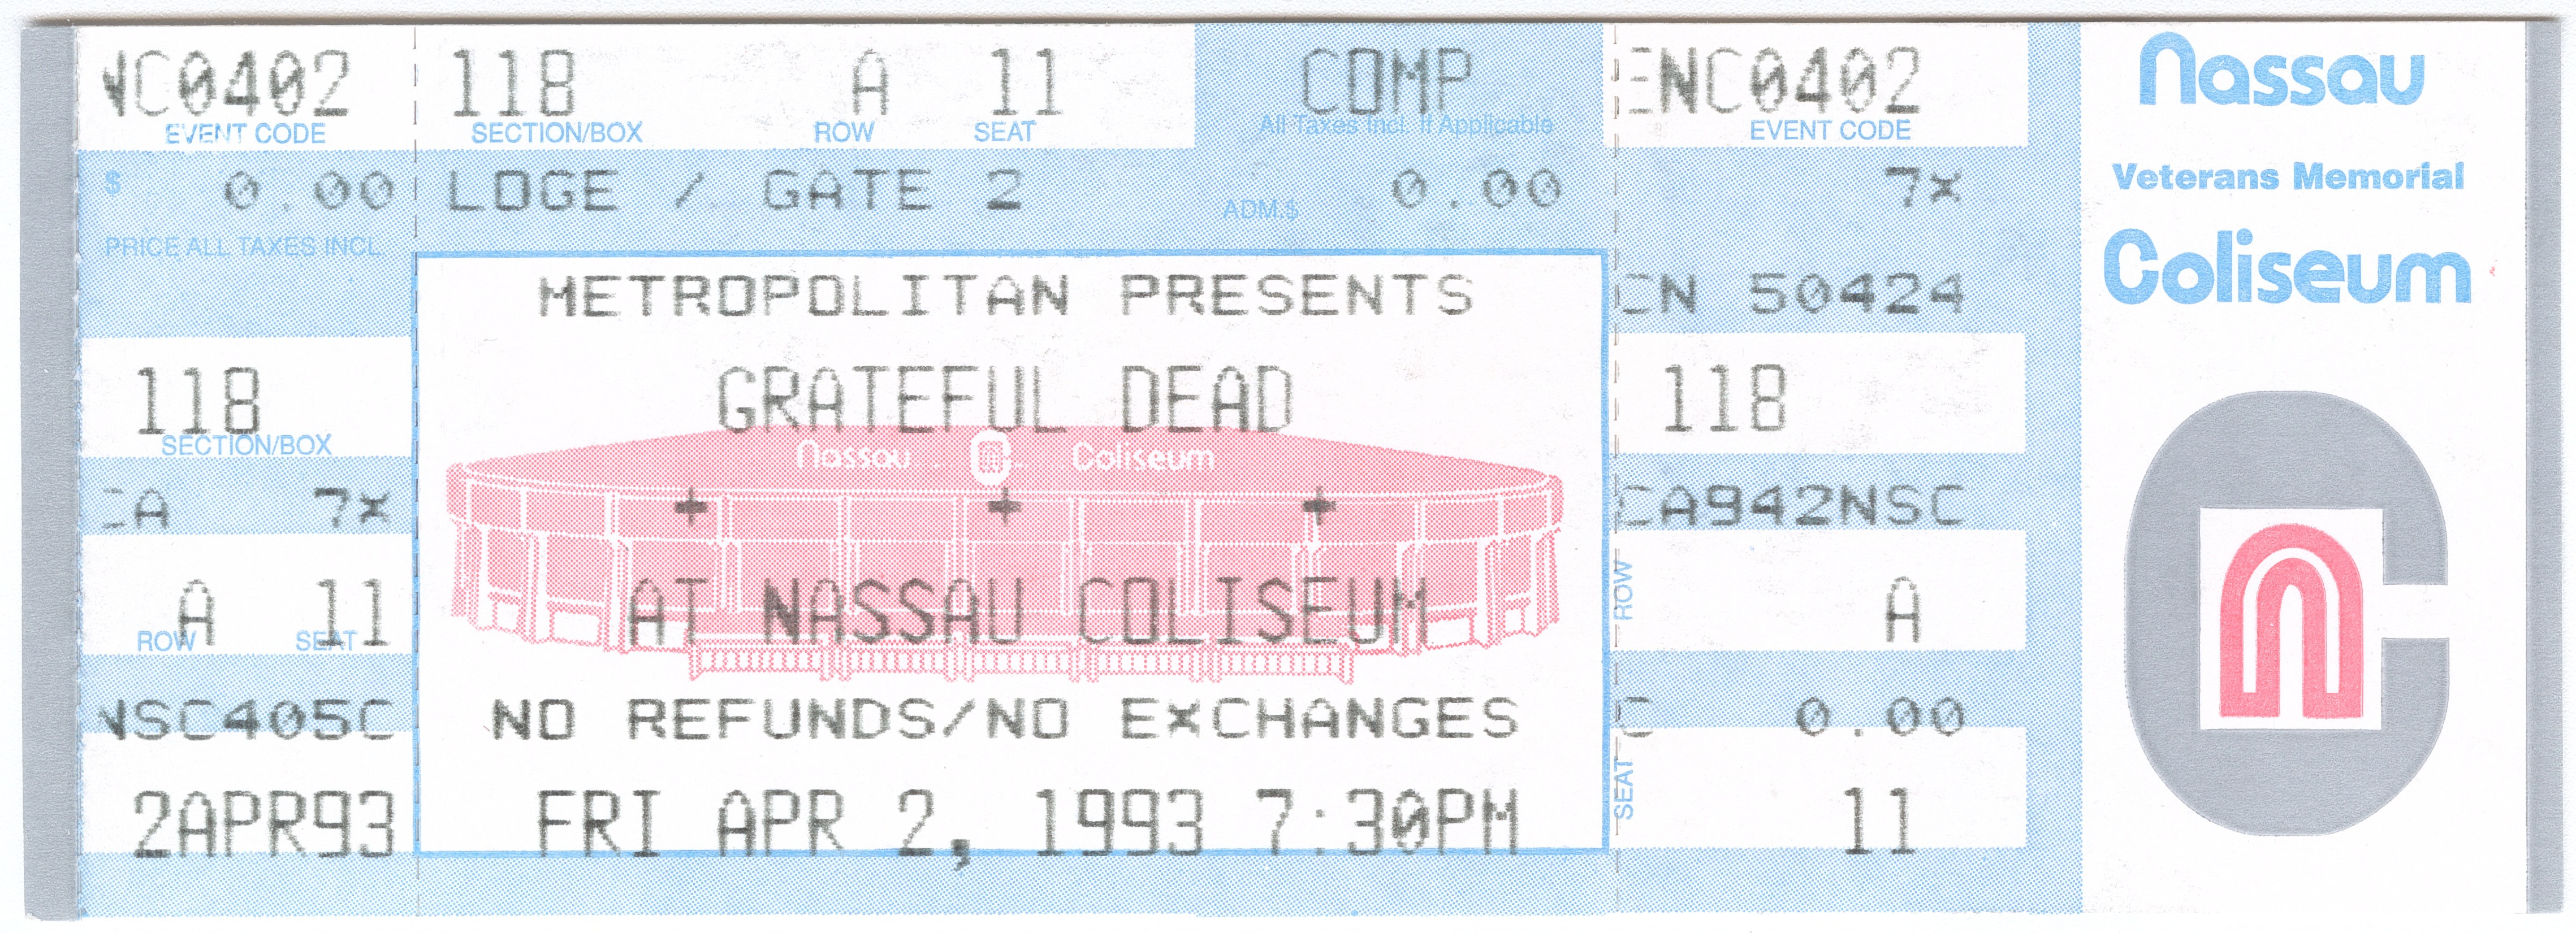 NC0402
EVENT CODE
$ 0.00
PRICE ALL TAXES INCL.
118
SECTION/BOX
CA 7x
A 11
ROW SEAT
NSC405C
2APR93
118 A 11 COMP
SECTION/BOX ROW SEAT All Taxes Incl. If Applicable
LOGE / GATE 2 ADM.$ 0.00
METROPOLITAN PRESENTS
GRATEFUL DEAD
Nassau Coliseum
+ + +
AT NASSAU COLISEUM
NO REFUNDS/NO EXCHANGES
FRI APR 2, 1993 7:30PM
ENC0402
EVENT CODE
7x
CN 50424
118
CA942NSC
ROW A
C 0.00
SEAT 11
Nassau
Veterans Memorial
Coliseum